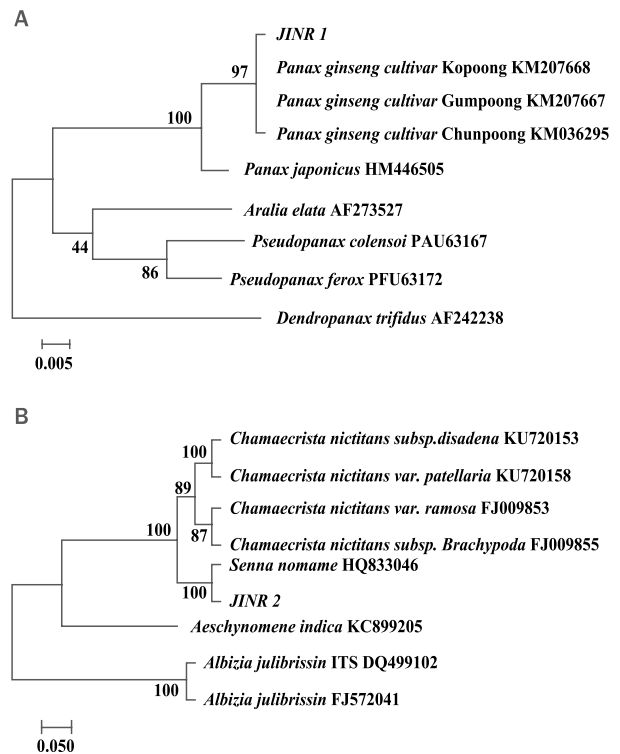 A
JINR 1
97
Panax ginseng cultivar Kopoong KM207668
Panax ginseng cultivar Gumpoong KM207667
100
Panax ginseng cultivar Chunpoong KM036295
Panax japonicus HM446505
Aralia elata AF273527
44
Pseudopanax colensoi PAU63167
86
Pseudopanax ferox PFU63172
Dendropanax trifidus AF242238
0.005
B
Chamaecrista nictitans subsp.disadena KU720153
100
Chamaecrista nictitans var. patellaria KU720158
89
Chamaecrista nictitans var. ramosa FJ009853
100
87
Chamaecrista nictitans subsp. Brachypoda FJ009855
Senna nomame HQ833046
100
JINR 2
Aeschynomene indica KC899205
Albizia julibrissin ITS DQ499102
100
Albizia julibrissin FJ572041
0.050